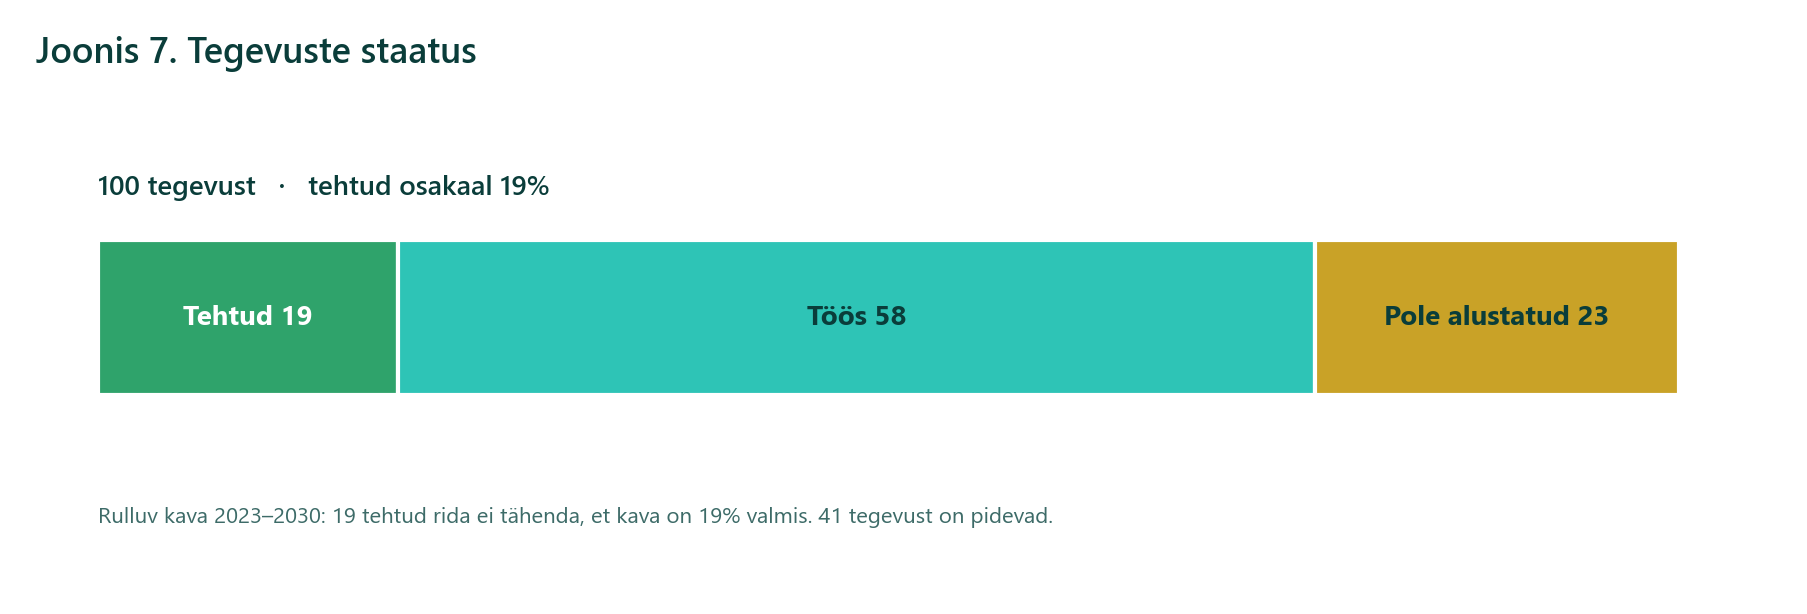 Joonis 7. Tegevuste staatus
100 tegevust · tehtud osakaal 19%
Tehtud 19
Töös 58
Pole alustatud 23
Rulluv kava 2023–2030: 19 tehtud rida ei tähenda, et kava on 19% valmis. 41 tegevust on pidevad.